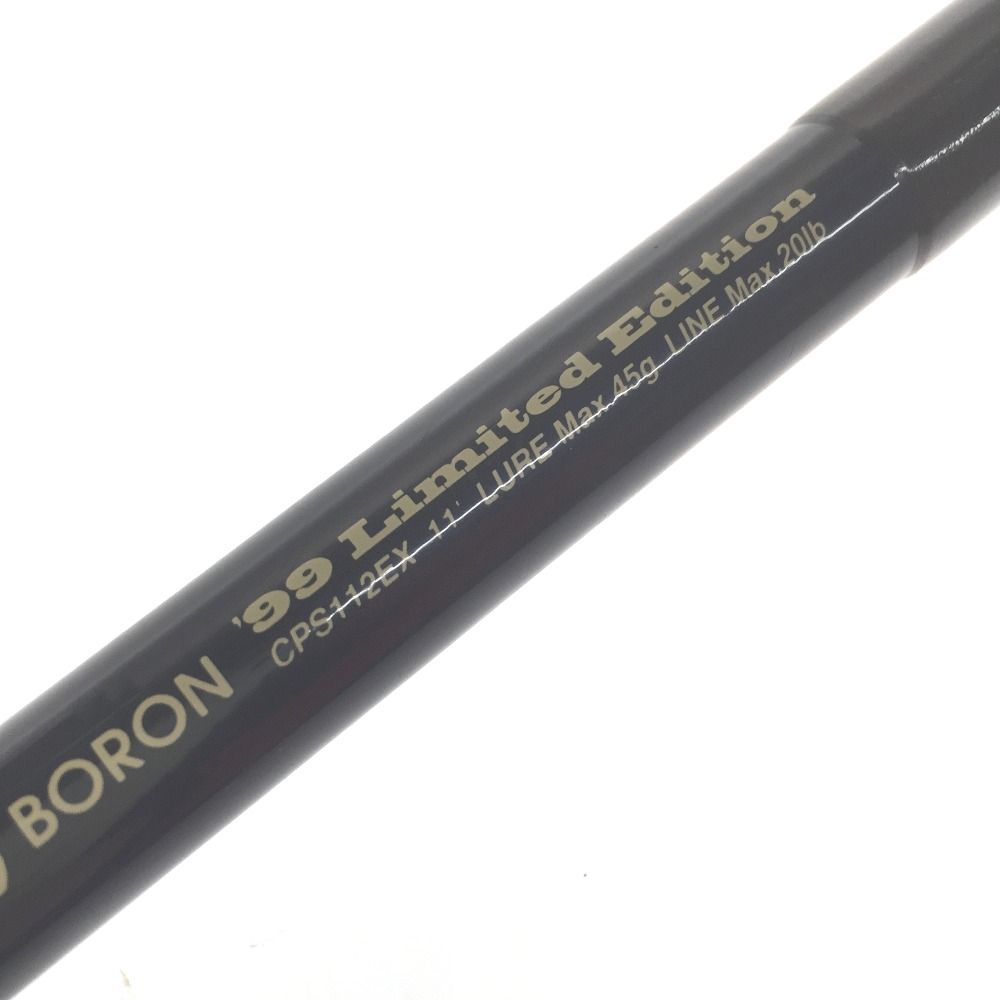 BORON '99 Limited Edition
CPS112EX 11' LURE Max 45g LINE Max 20lb